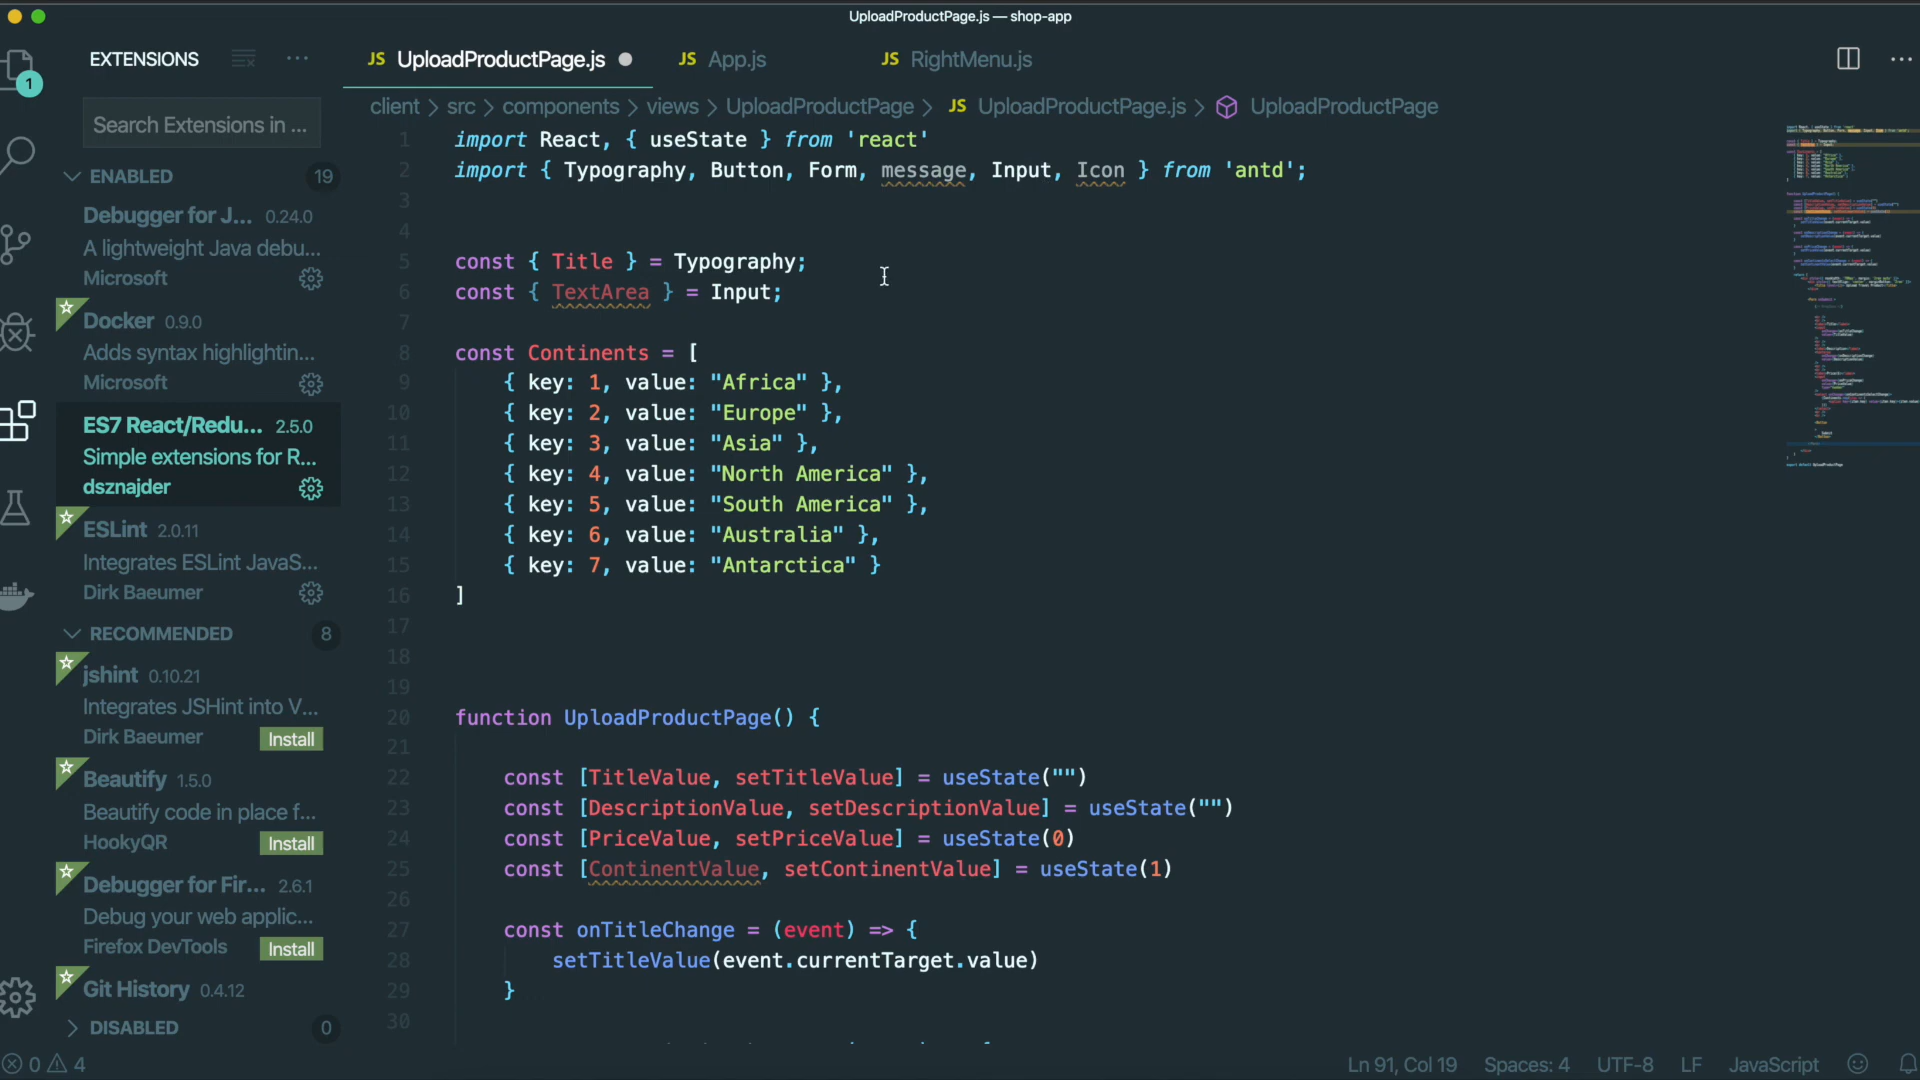 UploadProductPage.js — shop-app
EXTENSIONS
JS UploadProductPage.js
JS App.js
JS RightMenu.js
1
client > src > components > views > UploadProductPage > JS UploadProductPage.js > UploadProductPage
Search Extensions in ...
ENABLED 19
Debugger for J... 0.24.0
A lightweight Java debu...
Microsoft
Docker 0.9.0
Adds syntax highlightin...
Microsoft
ES7 React/Redu... 2.5.0
Simple extensions for R...
dsznajder
ESLint 2.0.11
Integrates ESLint JavaS...
Dirk Baeumer
RECOMMENDED 8
jshint 0.10.21
Integrates JSHint into V...
Dirk Baeumer Install
Beautify 1.5.0
Beautify code in place f...
HookyQR Install
Debugger for Fir... 2.6.1
Debug your web applic...
Firefox DevTools Install
Git History 0.4.12
DISABLED 0
1 import React, { useState } from 'react'
2 import { Typography, Button, Form, message, Input, Icon } from 'antd';
3
4
5 const { Title } = Typography;
6 const { TextArea } = Input;
7
8 const Continents = [
9 { key: 1, value: "Africa" },
10 { key: 2, value: "Europe" },
11 { key: 3, value: "Asia" },
12 { key: 4, value: "North America" },
13 { key: 5, value: "South America" },
14 { key: 6, value: "Australia" },
15 { key: 7, value: "Antarctica" }
16 ]
17
18
19
20 function UploadProductPage() {
21
22 const [TitleValue, setTitleValue] = useState("")
23 const [DescriptionValue, setDescriptionValue] = useState("")
24 const [PriceValue, setPriceValue] = useState(0)
25 const [ContinentValue, setContinentValue] = useState(1)
26
27 const onTitleChange = (event) => {
28 setTitleValue(event.currentTarget.value)
29 }
30
0 4
Ln 91, Col 19 Spaces: 4 UTF-8 LF JavaScript